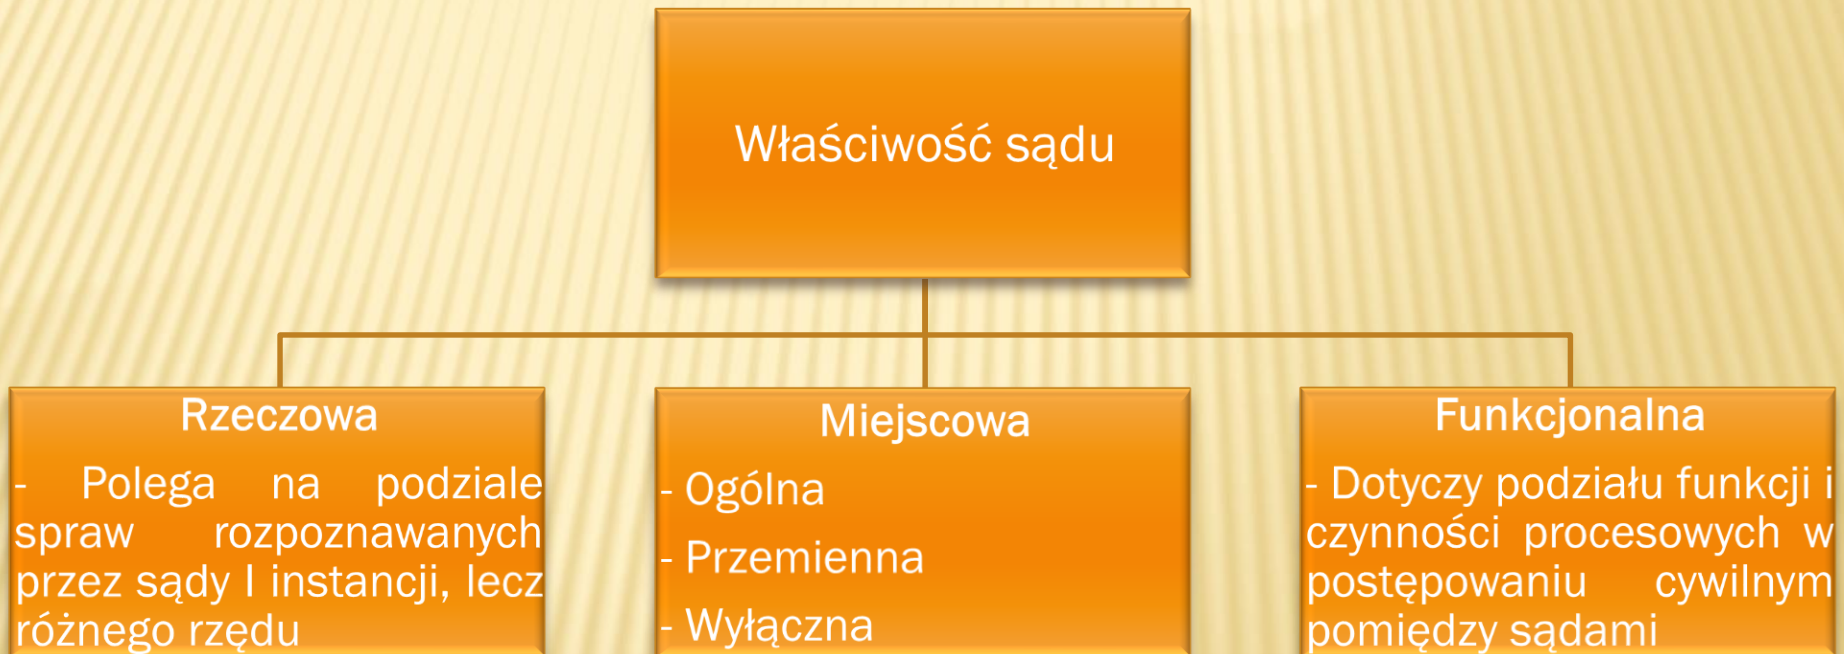 Właściwość sądu
Rzeczowa
- Polega na podziale
spraw rozpoznawanych
przez sądy I instancji, lecz
różnego rzędu
Miejscowa
- Ogólna
- Przemienna
- Wyłączna
Funkcjonalna
- Dotyczy podziału funkcji i
czynności procesowych w
postępowaniu cywilnym
pomiędzy sądami